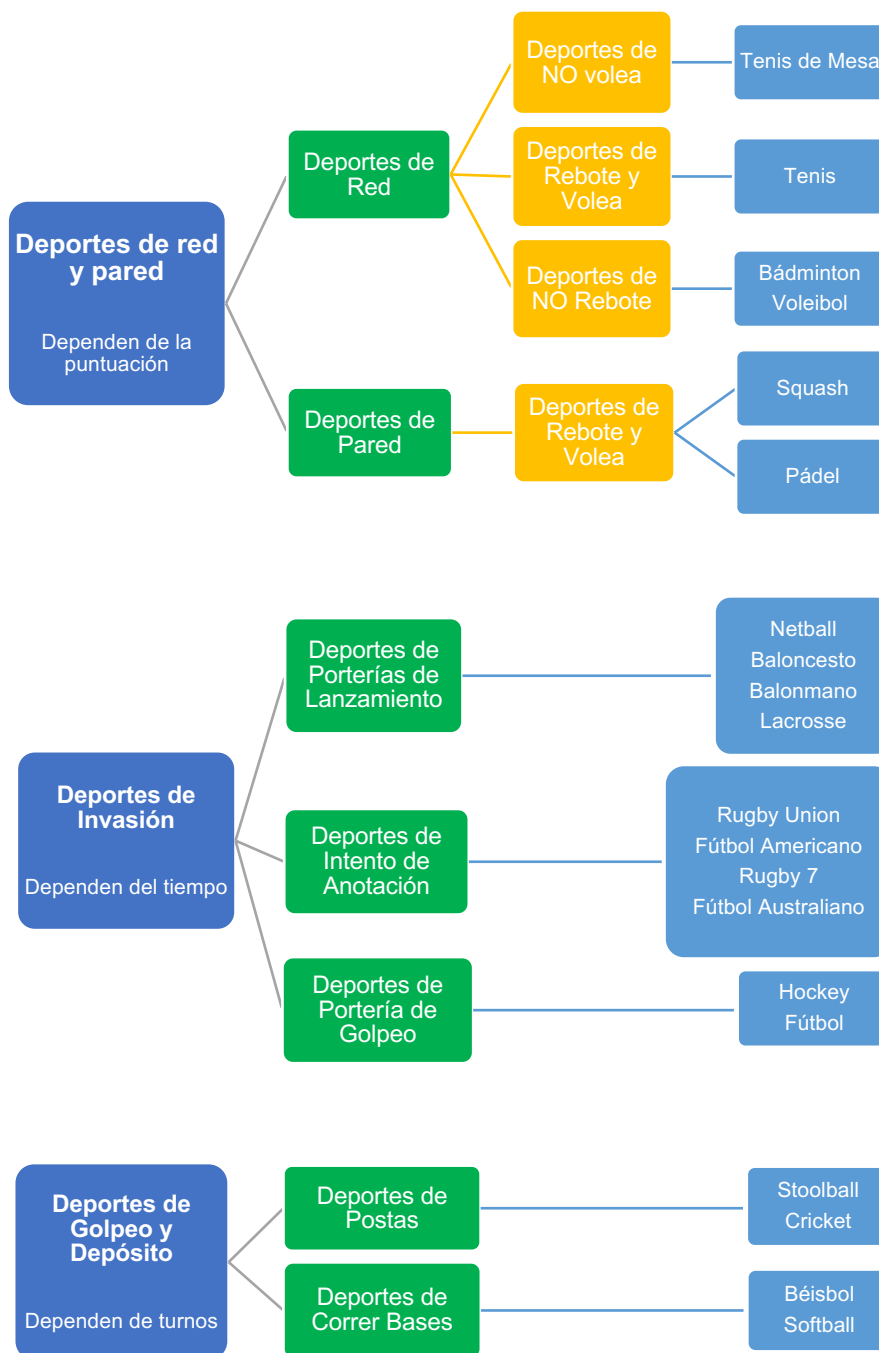 Deportes de red
y pared
Dependen de la
puntuación
Deportes de
Red
Deportes de
NO volea
Tenis de Mesa
Deportes de
Rebote y
Volea
Tenis
Deportes de
NO Rebote
Bádminton
Voleibol
Deportes de
Pared
Deportes de
Rebote y
Volea
Squash
Pádel
Deportes de
Invasión
Dependen del tiempo
Deportes de
Porterías de
Lanzamiento
Netball
Baloncesto
Balonmano
Lacrosse
Deportes de
Intento de
Anotación
Rugby Union
Fútbol Americano
Rugby 7
Fútbol Australiano
Deportes de
Portería de
Golpeo
Hockey
Fútbol
Deportes de
Golpeo y
Depósito
Dependen de turnos
Deportes de
Postas
Stoolball
Cricket
Deportes de
Correr Bases
Béisbol
Softball